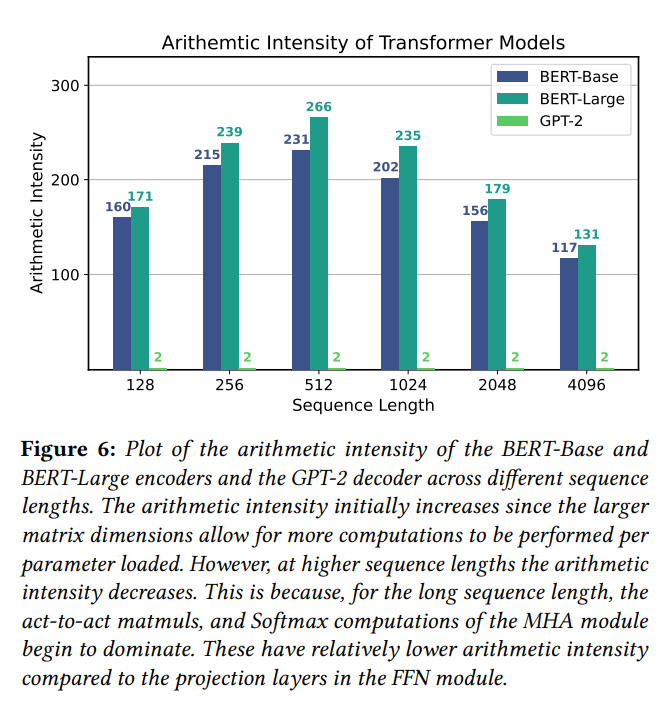 Arithemtic Intensity of Transformer Models
300
200
100
Arithmetic Intensity
BERT-Base
BERT-Large
GPT-2
160 171 2
215 239 2
231 266 2
202 235 2
156 179 2
117 131 2
128 256 512 1024 2048 4096
Sequence Length
Figure 6: Plot of the arithmetic intensity of the BERT-Base and
BERT-Large encoders and the GPT-2 decoder across different sequence
lengths. The arithmetic intensity initially increases since the larger
matrix dimensions allow for more computations to be performed per
parameter loaded. However, at higher sequence lengths the arithmetic
intensity decreases. This is because, for the long sequence length, the
act-to-act matmuls, and Softmax computations of the MHA module
begin to dominate. These have relatively lower arithmetic intensity
compared to the projection layers in the FFN module.